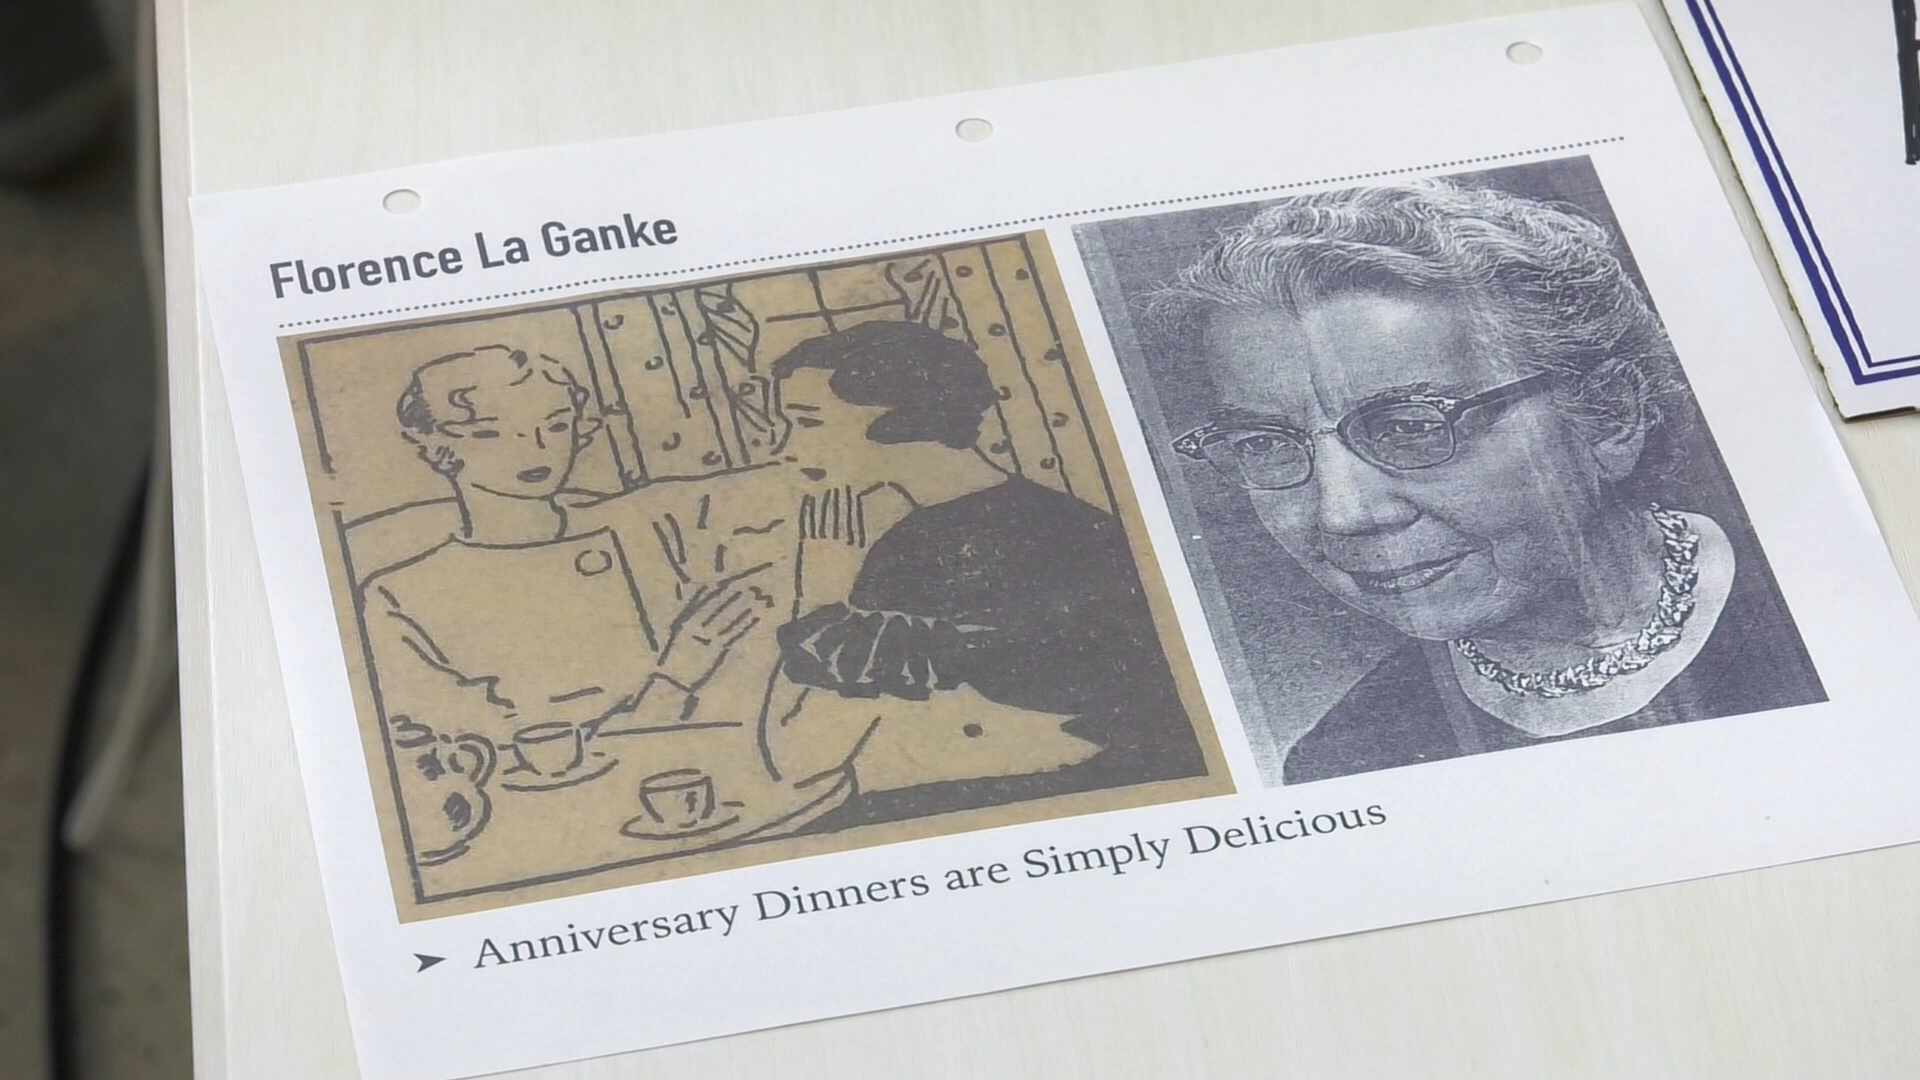 Florence La Ganke
➤ Anniversary Dinners are Simply Delicious